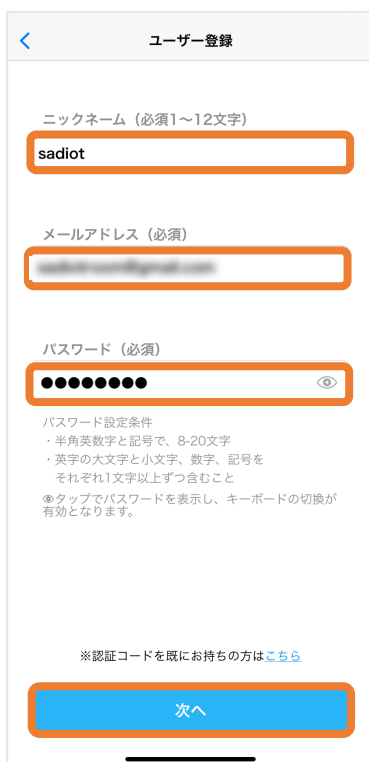 ユーザー登録
ニックネーム（必須1～12文字）
sadiot
メールアドレス（必須）
パスワード（必須）
●●●●●●●●
パスワード設定条件
・半角英数字と記号で、8-20文字
・英字の大文字と小文字、数字、記号を
それぞれ1文字以上ずつ含むこと
タップでパスワードを表示し、キーボードの切換が
有効となります。
※認証コードを既にお持ちの方はこちら
次へ